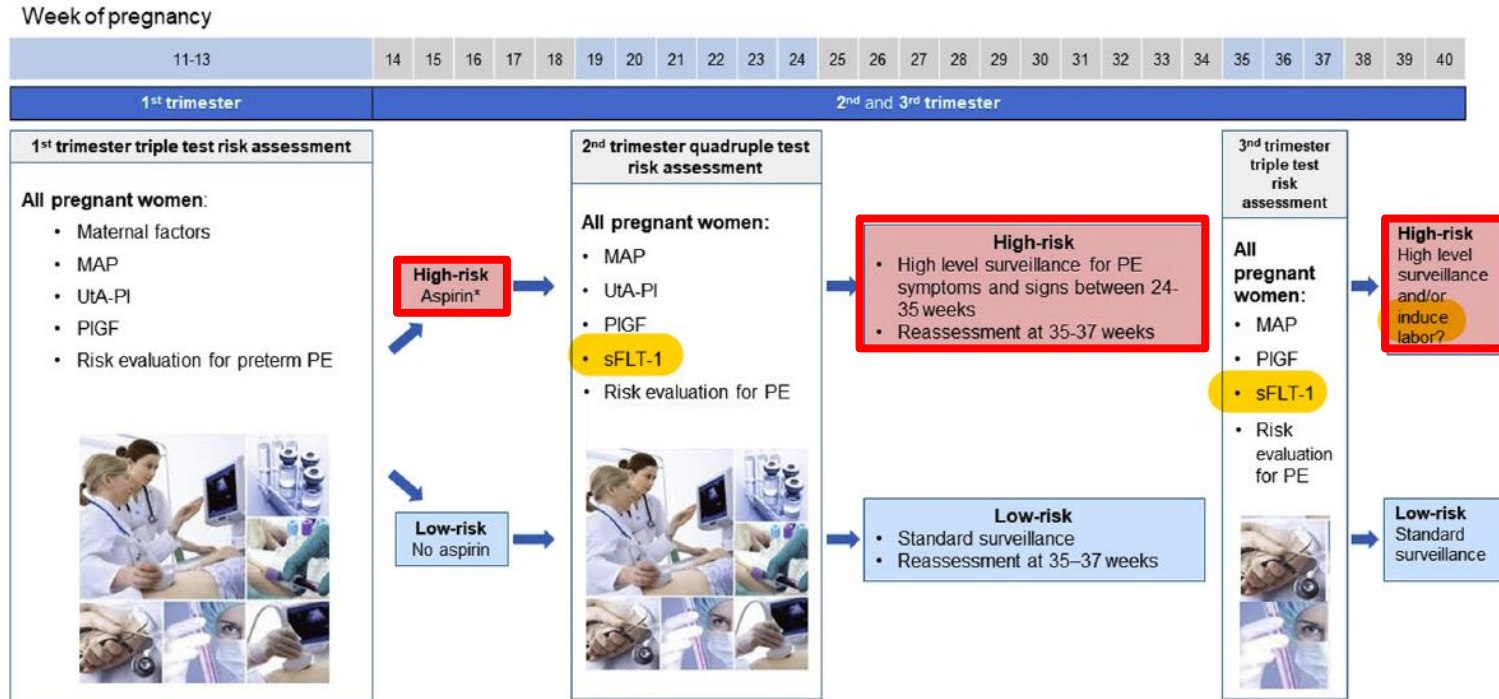 Week of pregnancy
11-13 14 15 16 17 18 19 20 21 22 23 24 25 26 27 28 29 30 31 32 33 34 35 36 37 38 39 40
1st trimester
2nd and 3rd trimester
1st trimester triple test risk assessment
All pregnant women:
• Maternal factors
• MAP
• UtA-PI
• PlGF
• Risk evaluation for preterm PE
High-risk
Aspirin*
Low-risk
No aspirin
2nd trimester quadruple test
risk assessment
All pregnant women:
• MAP
• UtA-PI
• PlGF
• sFLT-1
• Risk evaluation for PE
High-risk
• High level surveillance for PE
symptoms and signs between 24-
35 weeks
• Reassessment at 35-37 weeks
Low-risk
• Standard surveillance
• Reassessment at 35–37 weeks
3nd trimester
triple test
risk
assessment
All
pregnant
women:
• MAP
• PlGF
• sFLT-1
• Risk
evaluation
for PE
High-risk
High level
surveillance
and/or
induce
labor?
Low-risk
Standard
surveillance